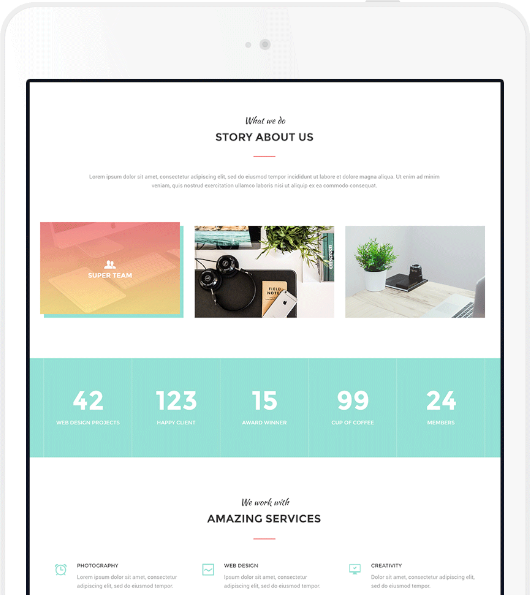 What we do
STORY ABOUT US
Lorem ipsum dolor sit amet, consectetur adipiscing elit, sed do eiusmod tempor incididunt ut labore et dolore magna aliqua. Ut enim ad minim
veniam, quis nostrud exercitation ullamco laboris nisi ut aliquip ex ea commodo consequat.
SUPER TEAM
FIELD
NOTES
42
123
15
99
24
WEB DESIGN PROJECTS
HAPPY CLIENT
AWARD WINNER
CUP OF COFFEE
MEMBERS
We work with
AMAZING SERVICES
PHOTOGRAPHY
Lorem ipsum dolor sit amet, consectetur
adipiscing elit, sed do eiusmod tempor.
WEB DESIGN
Lorem ipsum dolor sit amet, consectetur
adipiscing elit, sed do eiusmod tempor.
CREATIVITY
Dolor sit amet, consectetur adipiscing elit,
sed do eiusmod tempor.